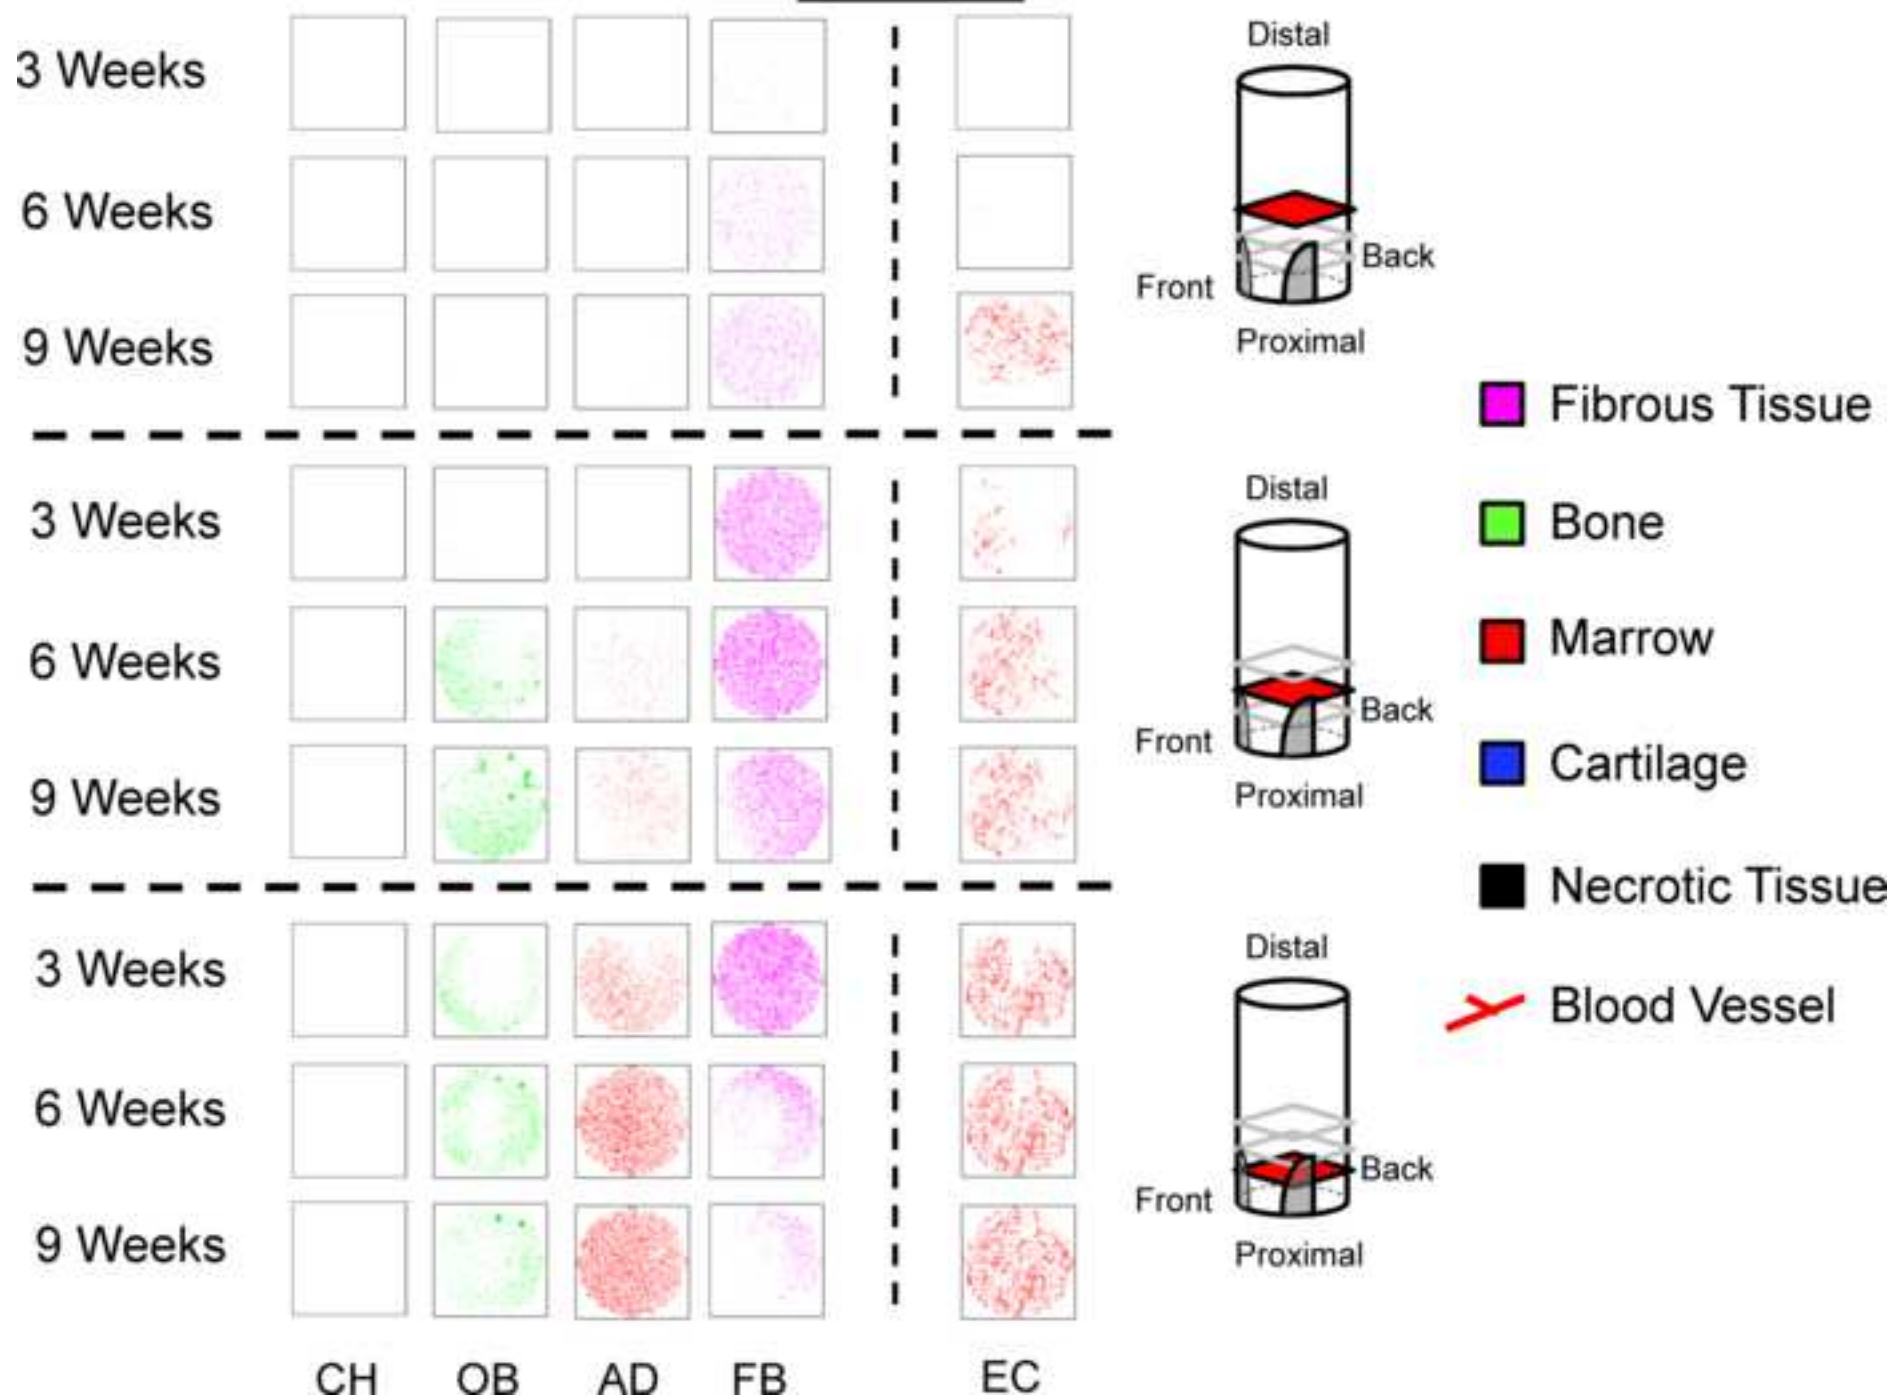 3 Weeks
6 Weeks
9 Weeks
Distal
Front
Back
Proximal
3 Weeks
6 Weeks
9 Weeks
Distal
Front
Back
Proximal
3 Weeks
6 Weeks
9 Weeks
Distal
Front
Back
Proximal
CH OB AD FB EC
Fibrous Tissue
Bone
Marrow
Cartilage
Necrotic Tissue
Blood Vessel